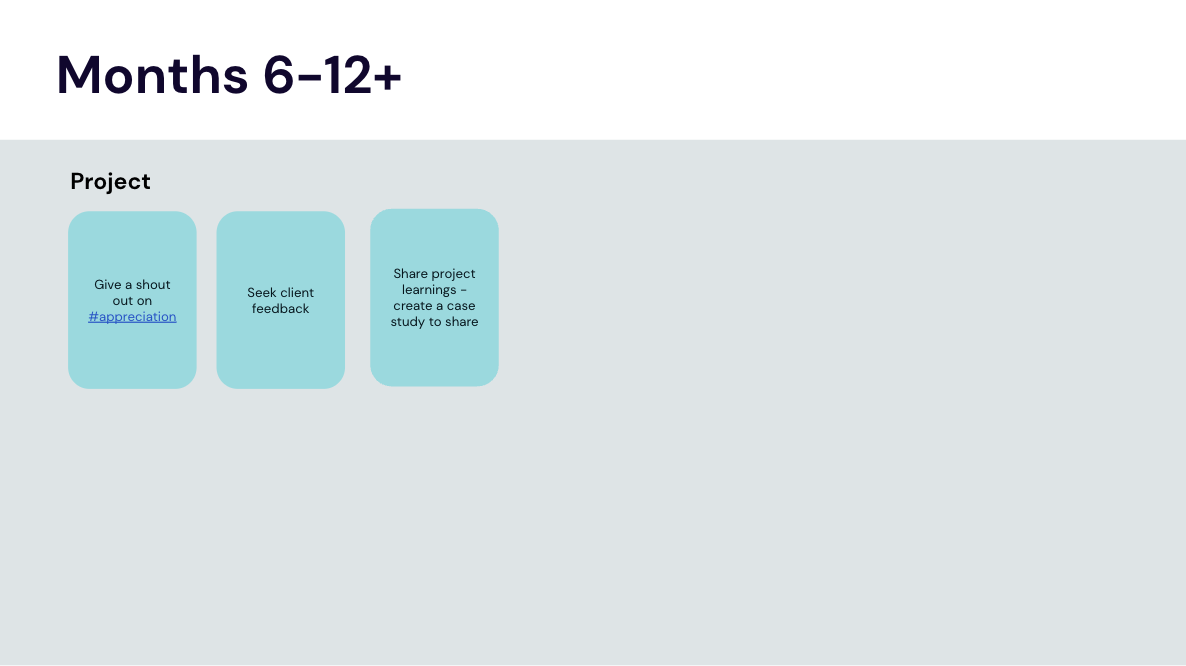 Months 6-12+
Project
Give a shout
out on
#appreciation
Seek client
feedback
Share project
learnings -
create a case
study to share